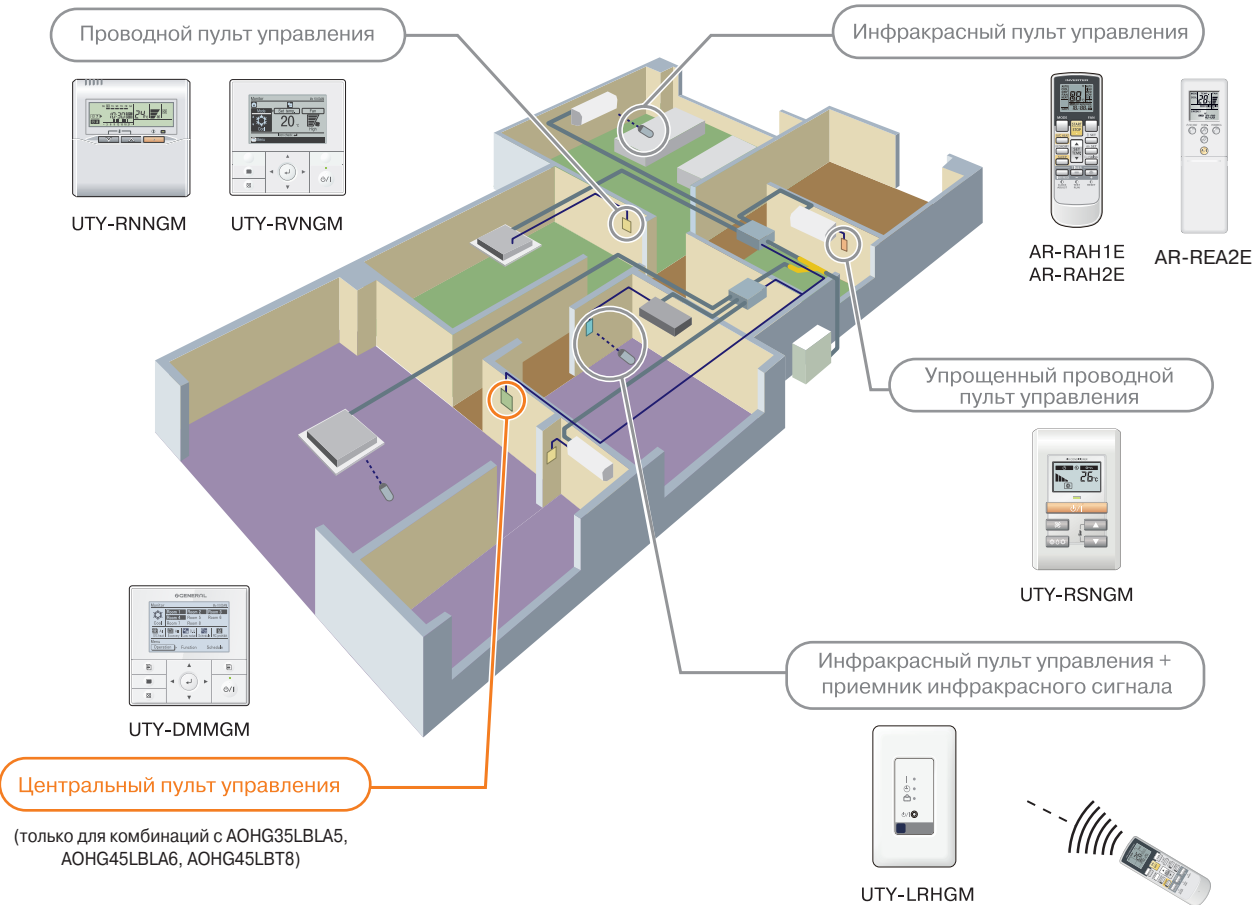 Проводной пульт управления
Инфракрасный пульт управления
UTY-RNNGM
UTY-RVNGM
AR-RAH1E
AR-RAH2E
AR-REA2E
Упрощенный проводной
пульт управления
UTY-RSNGM
GENERAL
UTY-DMMGM
Центральный пульт управления
(только для комбинаций с AOHG35LBLA5,
AOHG45LBLA6, AOHG45LBT8)
Инфракрасный пульт управления +
приемник инфракрасного сигнала
UTY-LRHGM